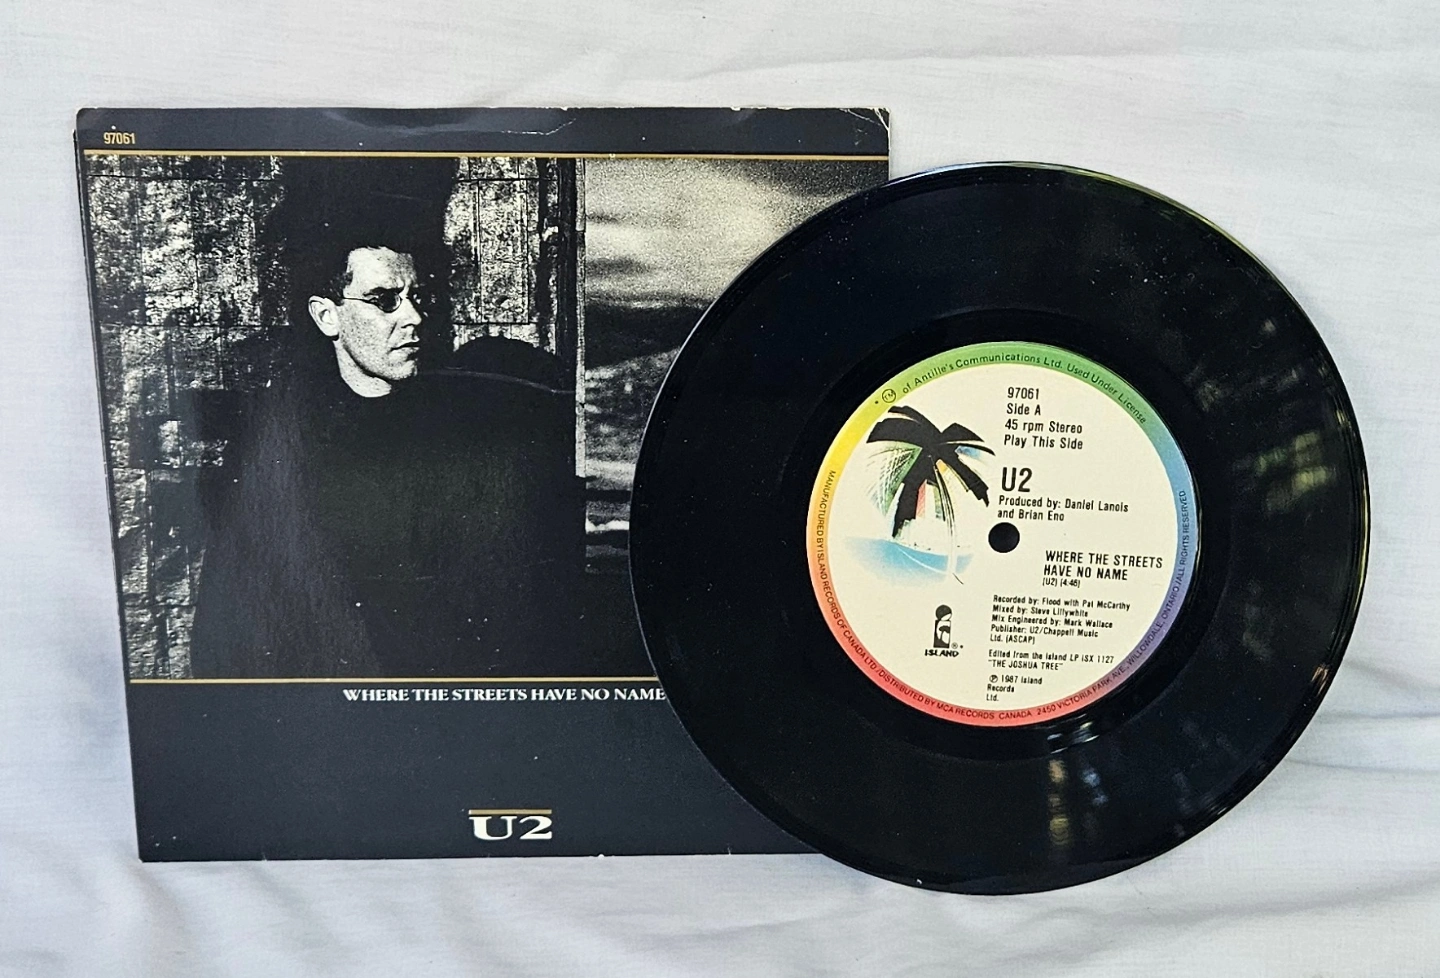 97061
WHERE THE STREETS HAVE NO NAME
U2
TM of Antille's Communications Ltd. Used Under License
97061
Side A
45 rpm Stereo
Play This Side
U2
Produced by: Daniel Lanois
and Brian Eno
WHERE THE STREETS
HAVE NO NAME
(U2) (4:46)
Recorded by: Flood with Pat McCarthy
Mixed by: Steve Lillywhite
Mix Engineered by: Mark Wallace
Publisher: U2/Chappell Music
Ltd. (ASCAP)
Edited from the Island LP ISX 1127
"THE JOSHUA TREE"
℗ 1987 Island
Records
Ltd.
ISLAND ®
MANUFACTURED BY ISLAND RECORDS OF CANADA LTD / DISTRIBUTED BY MCA RECORDS CANADA 2450 VICTORIA PARK AVE., WILLOWDALE, ONTARIO / ALL RIGHTS RESERVED